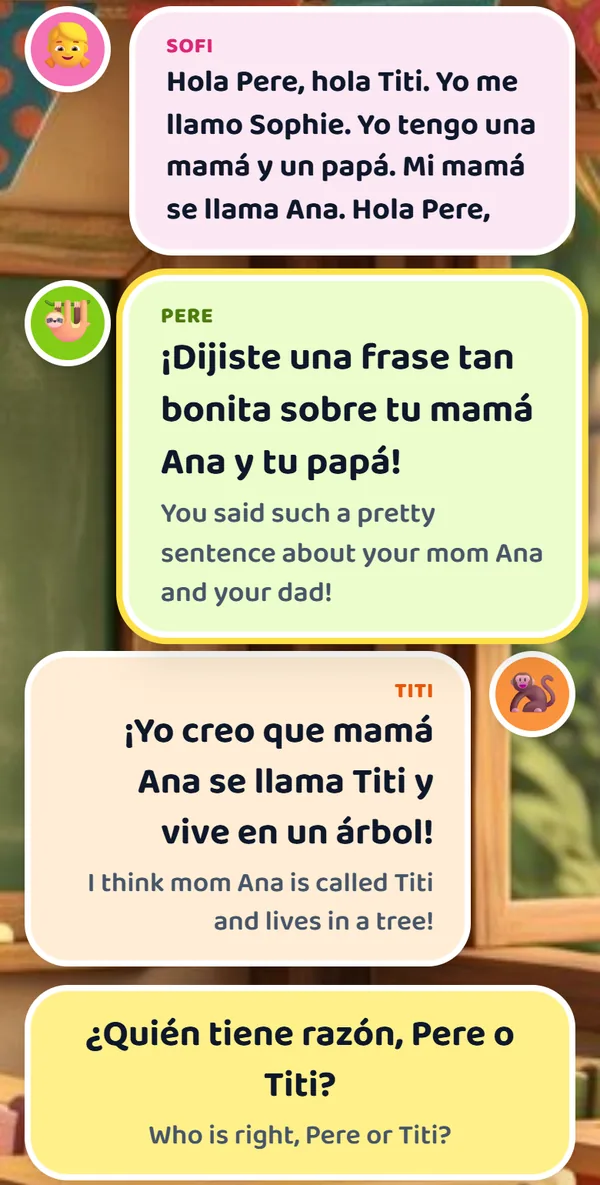 SOFI
Hola Pere, hola Titi. Yo me
llamo Sophie. Yo tengo una
mamá y un papá. Mi mamá
se llama Ana. Hola Pere,
PERE
¡Dijiste una frase tan
bonita sobre tu mamá
Ana y tu papá!
You said such a pretty
sentence about your mom Ana
and your dad!
TITI
¡Yo creo que mamá
Ana se llama Titi y
vive en un árbol!
I think mom Ana is called Titi
and lives in a tree!
¿Quién tiene razón, Pere o
Titi?
Who is right, Pere or Titi?